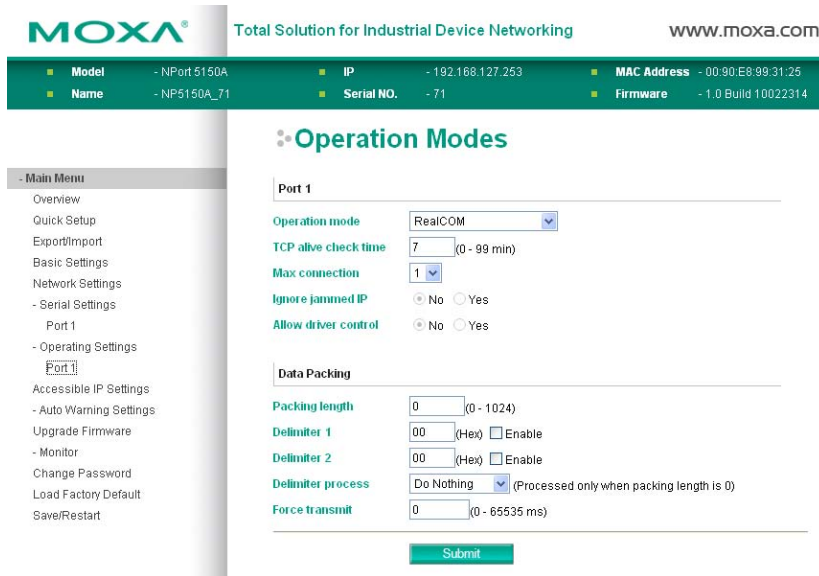 MOXA® Total Solution for Industrial Device Networking www.moxa.com
Model - NPort 5150A IP - 192.168.127.253 MAC Address - 00:90:E8:99:31:25
Name - NP5150A_71 Serial NO. - 71 Firmware - 1.0 Build 10022314
Operation Modes
- Main Menu
Overview
Quick Setup
Export/Import
Basic Settings
Network Settings
- Serial Settings
Port 1
- Operating Settings
Port 1
Accessible IP Settings
- Auto Warning Settings
Upgrade Firmware
- Monitor
Change Password
Load Factory Default
Save/Restart
Port 1
Operation mode RealCOM
TCP alive check time 7 (0 - 99 min)
Max connection 1
Ignore jammed IP No Yes
Allow driver control No Yes
Data Packing
Packing length 0 (0 - 1024)
Delimiter 1 00 (Hex) Enable
Delimiter 2 00 (Hex) Enable
Delimiter process Do Nothing (Processed only when packing length is 0)
Force transmit 0 (0 - 65535 ms)
Submit